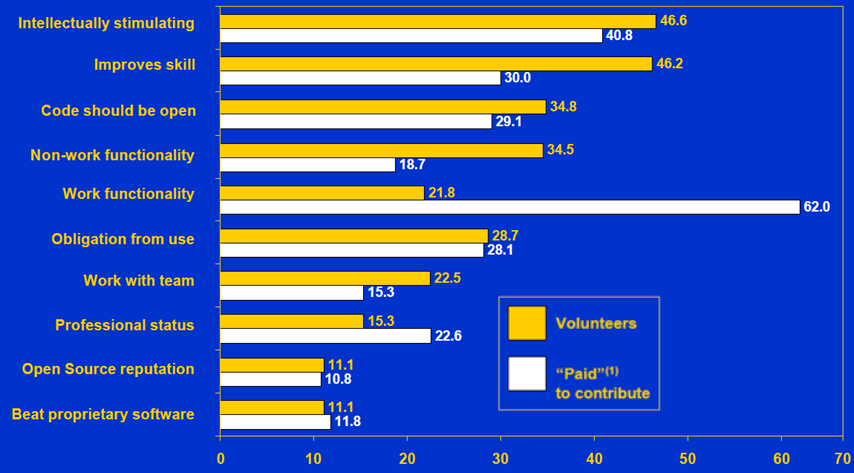 Intellectually stimulating 46.6
40.8
Improves skill 46.2
30.0
Code should be open 34.8
29.1
Non-work functionality 34.5
18.7
Work functionality 21.8
62.0
Obligation from use 28.7
28.1
Work with team 22.5
15.3
Professional status 15.3
22.6
Open Source reputation 11.1
10.8
Beat proprietary software 11.1
11.8
Volunteers
“Paid”(1)
to contribute
0 10 20 30 40 50 60 70